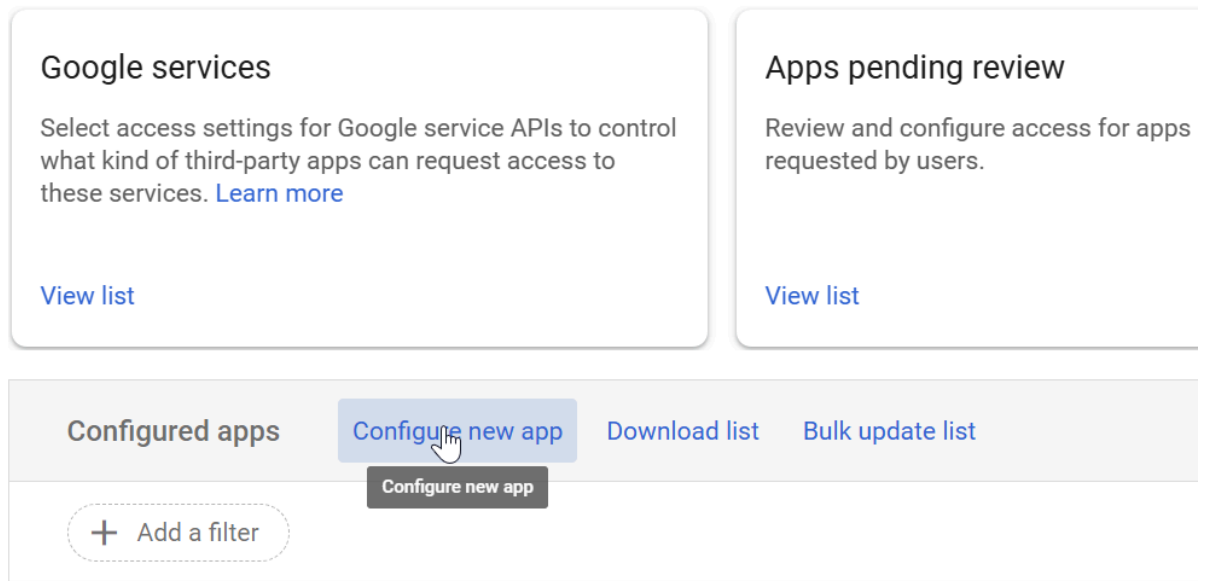 Google services
Select access settings for Google service APIs to control
what kind of third-party apps can request access to
these services. Learn more
View list
Apps pending review
Review and configure access for apps
requested by users.
View list
Configured apps Configure new app Download list Bulk update list
Configure new app
+ Add a filter